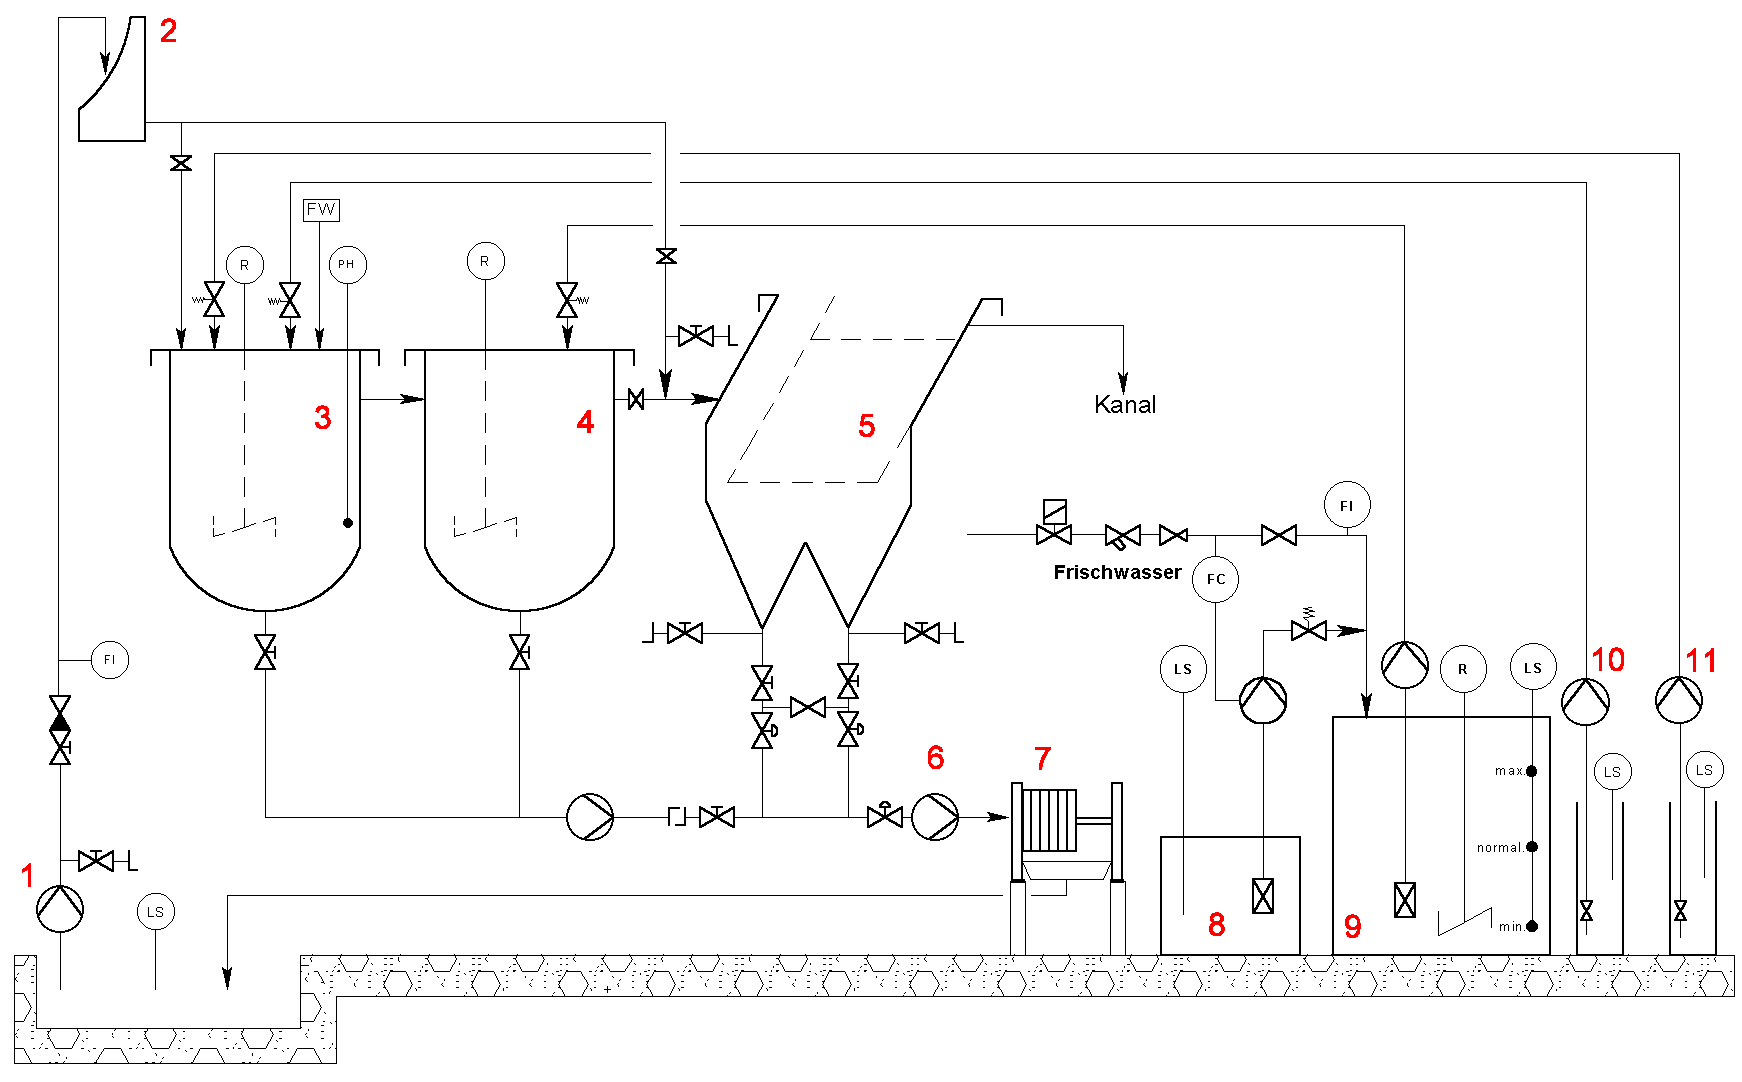 2
FW
R
PH
R
3
4
5
Kanal
FI
Frischwasser
FC
FI
LS
R
LS
10
11
6
7
max.
LS
LS
normal.
1
LS
8
9
min.